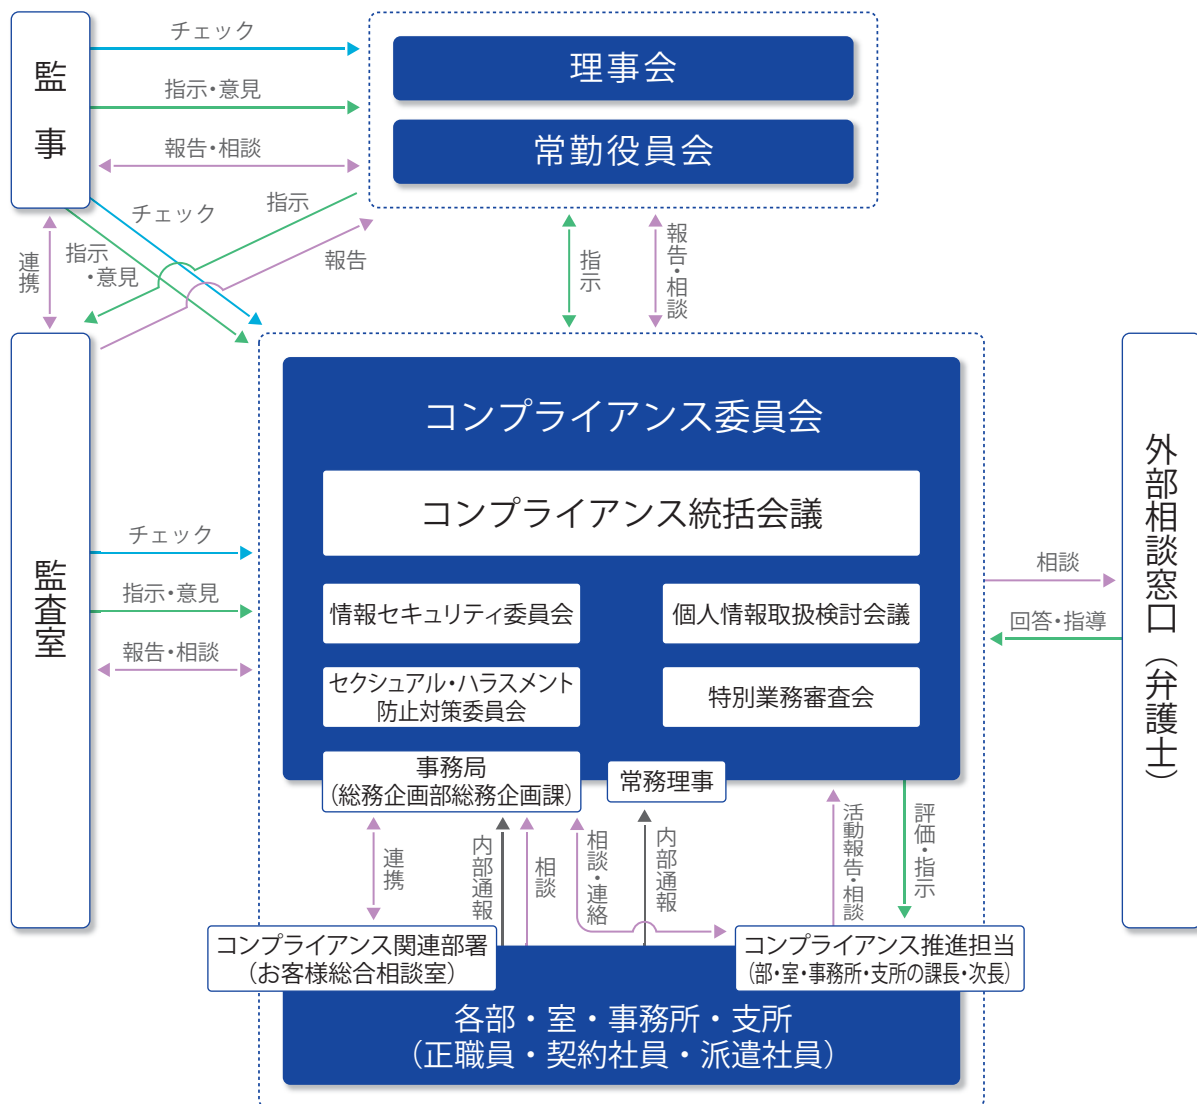 監事
チェック
指示・意見
報告・相談
理事会
常勤役員会
チェック
指示
報告
指示
・意見
連携
指示
報告・相談
監査室
チェック
指示・意見
報告・相談
コンプライアンス委員会
コンプライアンス統括会議
情報セキュリティ委員会
個人情報取扱検討会議
セクシュアル・ハラスメント
防止対策委員会
特別業務審査会
事務局
（総務企画部総務企画課）
常務理事
相談
回答・指導
外部相談窓口（弁護士）
連携
内部通報
相談
相談・連絡
内部通報
活動報告・相談
評価・指示
コンプライアンス関連部署
（お客様総合相談室）
コンプライアンス推進担当
（部・室・事務所・支所の課長・次長）
各部・室・事務所・支所
（正職員・契約社員・派遣社員）